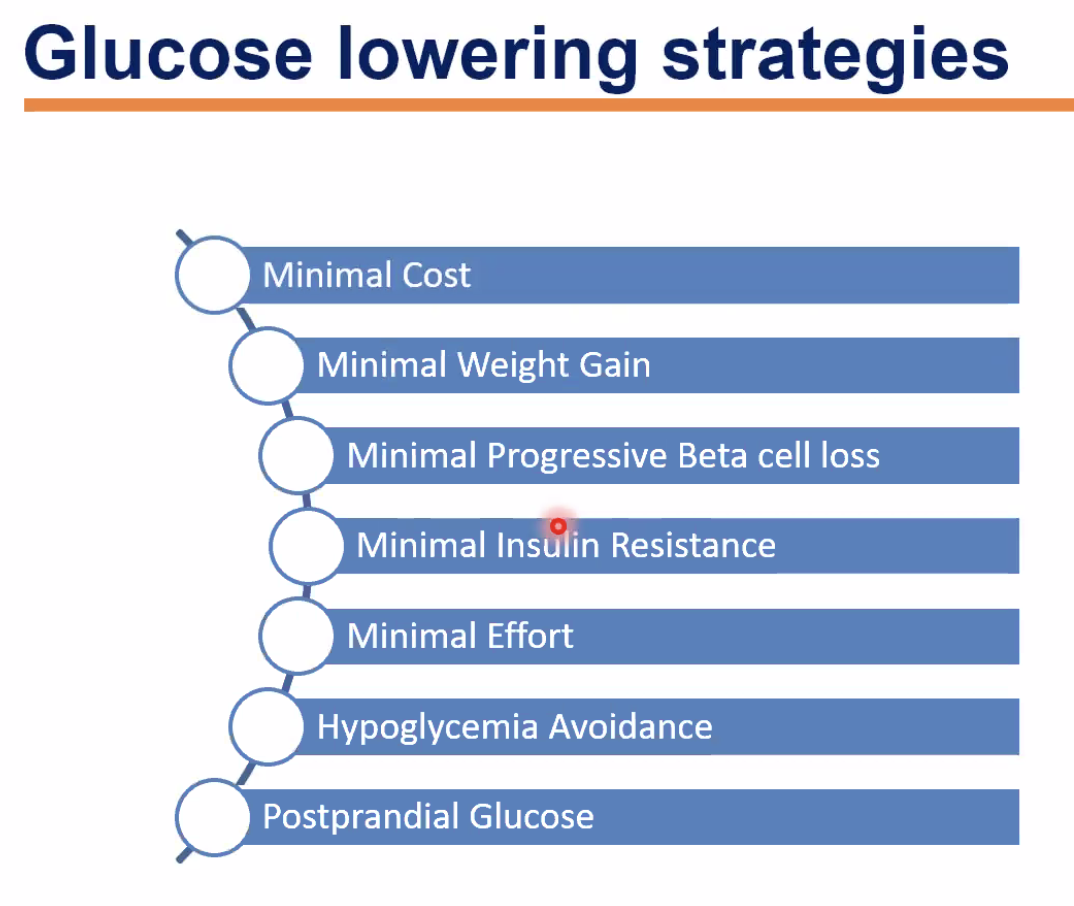 Glucose lowering strategies
Minimal Cost
Minimal Weight Gain
Minimal Progressive Beta cell loss
Minimal Insulin Resistance
Minimal Effort
Hypoglycemia Avoidance
Postprandial Glucose